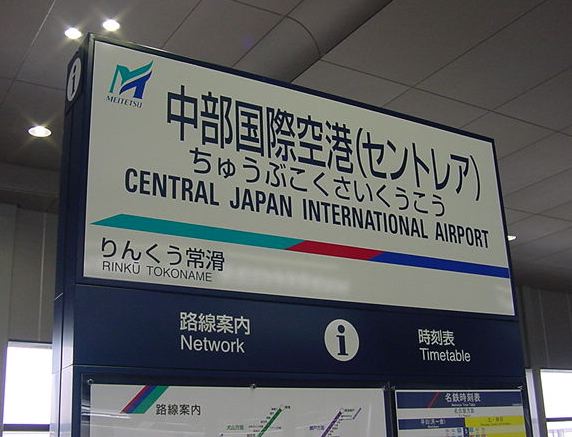 MEITETSU
中部国際空港(セントレア)
ちゅうぶこくさいくうこう
CENTRAL JAPAN INTERNATIONAL AIRPORT
りんくう常滑
RINKŪ TOKONAME
路線案内
Network
i
時刻表
Timetable
路線案内
名鉄時刻表